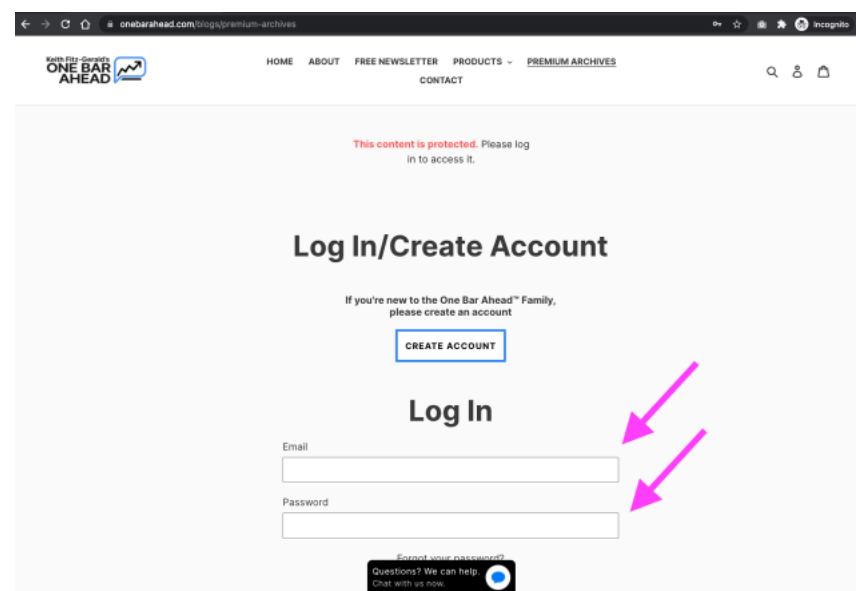 onebarahead.com/blogs/premium-archives
Incognito
Keith Fitz-Gerald's
ONE BAR
AHEAD
HOME ABOUT FREE NEWSLETTER PRODUCTS PREMIUM ARCHIVES
CONTACT
This content is protected. Please log
in to access it.
Log In/Create Account
If you're new to the One Bar Ahead™ Family,
please create an account
CREATE ACCOUNT
Log In
Email
Password
Forgot your password?
Questions? We can help.
Chat with us now.